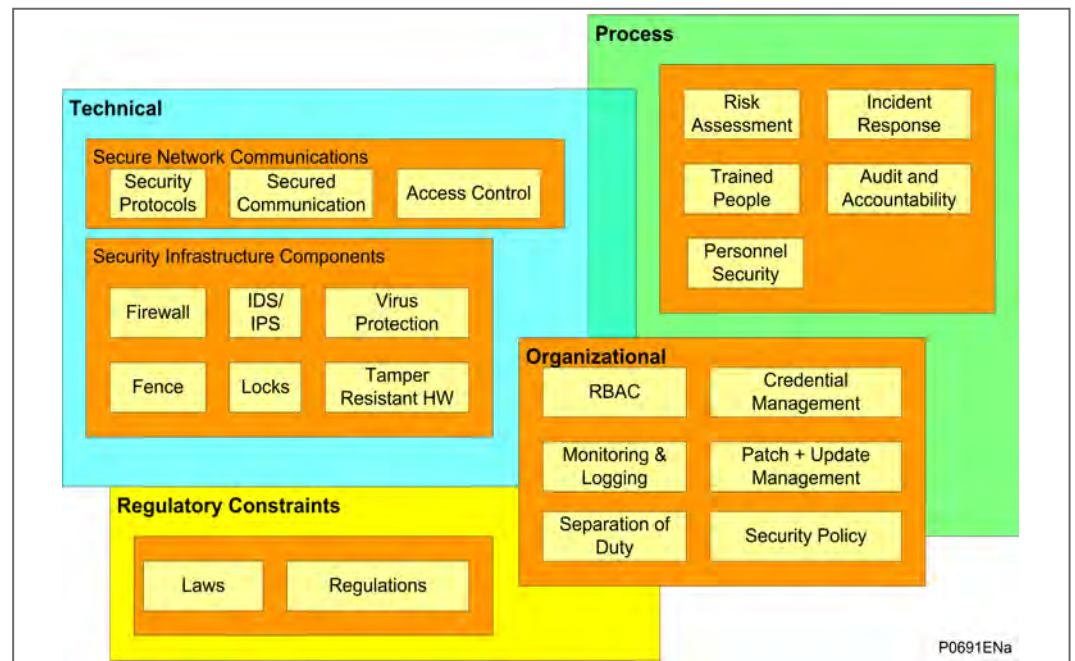 Process
Risk
Assessment
Incident
Response
Trained
People
Audit and
Accountability
Personnel
Security
Technical
Secure Network Communications
Security
Protocols
Secured
Communication
Access Control
Security Infrastructure Components
Firewall
IDS/
IPS
Virus
Protection
Fence
Locks
Tamper
Resistant HW
Organizational
RBAC
Credential
Management
Monitoring &
Logging
Patch + Update
Management
Separation of
Duty
Security Policy
Regulatory Constraints
Laws
Regulations
P0691ENa